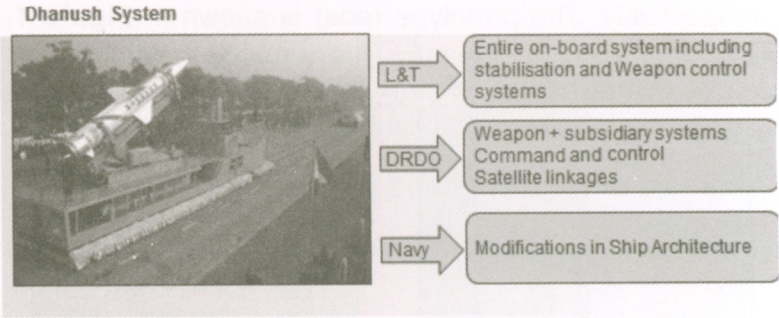 Dhanush System
L&T
Entire on-board system including
stabilisation and Weapon control
systems
DRDO
Weapon + subsidiary systems
Command and control
Satellite linkages
Navy
Modifications in Ship Architecture